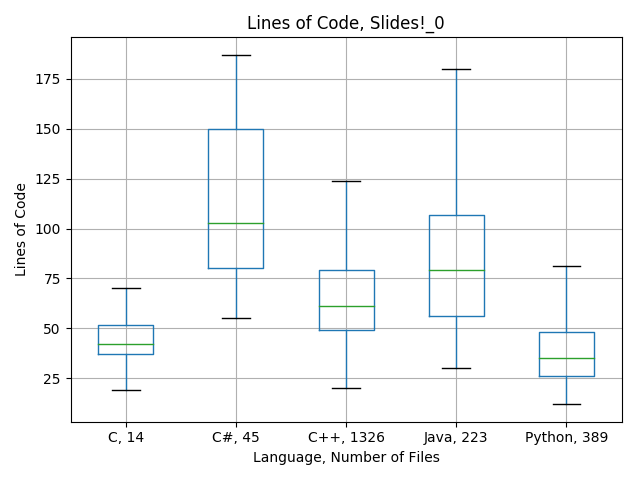 Lines of Code, Slides!_0
175
150
125
100
75
50
25
Lines of Code
C, 14 C#, 45 C++, 1326 Java, 223 Python, 389
Language, Number of Files